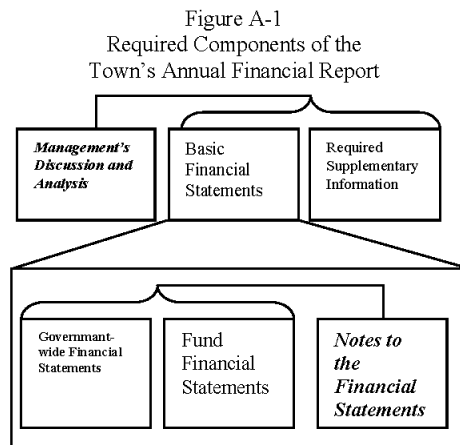 Figure A-1
Required Components of the
Town's Annual Financial Report
Management's
Discussion and
Analysis
Basic
Financial
Statements
Required
Supplementary
Information
Governmant-
wide Financial
Statements
Fund
Financial
Statements
Notes to
the
Financial
Statements